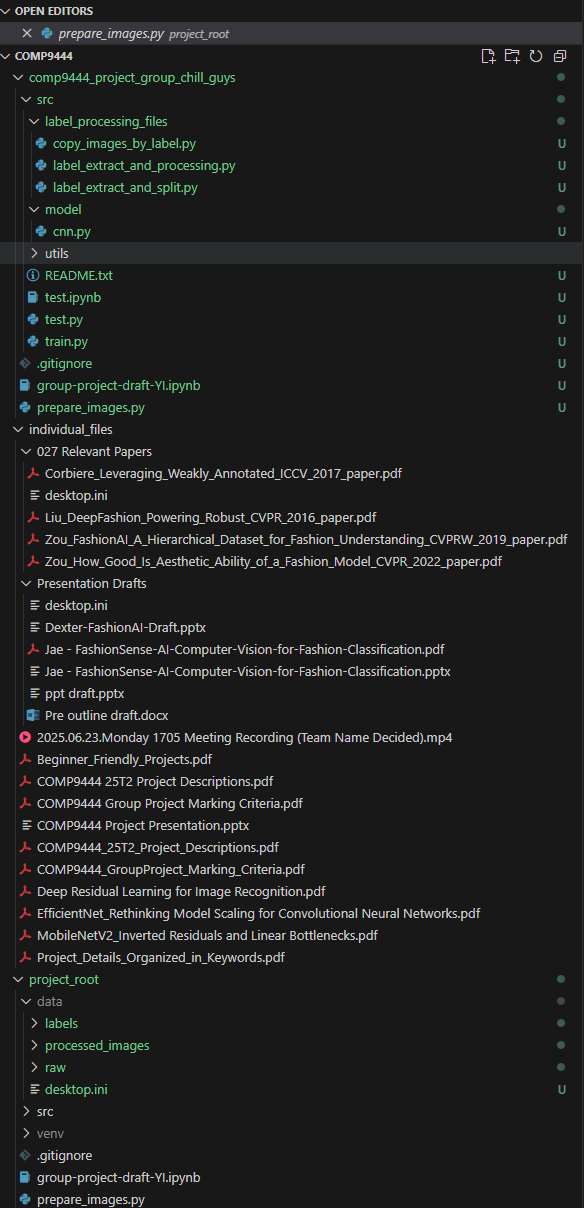 OPEN EDITORS
prepare_images.py project_root
COMP9444
comp9444_project_group_chill_guys
src
label_processing_files
copy_images_by_label.py U
label_extract_and_processing.py U
label_extract_and_split.py U
model
cnn.py U
utils
README.txt U
test.ipynb U
test.py U
train.py U
.gitignore U
group-project-draft-YI.ipynb U
prepare_images.py U
individual_files
027 Relevant Papers
Corbiere_Leveraging_Weakly_Annotated_ICCV_2017_paper.pdf
desktop.ini
Liu_DeepFashion_Powering_Robust_CVPR_2016_paper.pdf
Zou_FashionAI_A_Hierarchical_Dataset_for_Fashion_Understanding_CVPRW_2019_paper.pdf
Zou_How_Good_Is_Aesthetic_Ability_of_a_Fashion_Model_CVPR_2022_paper.pdf
Presentation Drafts
desktop.ini
Dexter-FashionAI-Draft.pptx
Jae - FashionSense-AI-Computer-Vision-for-Fashion-Classification.pdf
Jae - FashionSense-AI-Computer-Vision-for-Fashion-Classification.pptx
ppt draft.pptx
Pre outline draft.docx
2025.06.23.Monday 1705 Meeting Recording (Team Name Decided).mp4
Beginner_Friendly_Projects.pdf
COMP9444 25T2 Project Descriptions.pdf
COMP9444 Group Project Marking Criteria.pdf
COMP9444 Project Presentation.pptx
COMP9444_25T2_Project_Descriptions.pdf
COMP9444_GroupProject_Marking_Criteria.pdf
Deep Residual Learning for Image Recognition.pdf
EfficientNet_Rethinking Model Scaling for Convolutional Neural Networks.pdf
MobileNetV2_Inverted Residuals and Linear Bottlenecks.pdf
Project_Details_Organized_in_Keywords.pdf
project_root
data
labels
processed_images
raw
desktop.ini U
src
venv
.gitignore
group-project-draft-YI.ipynb
prepare_images.py